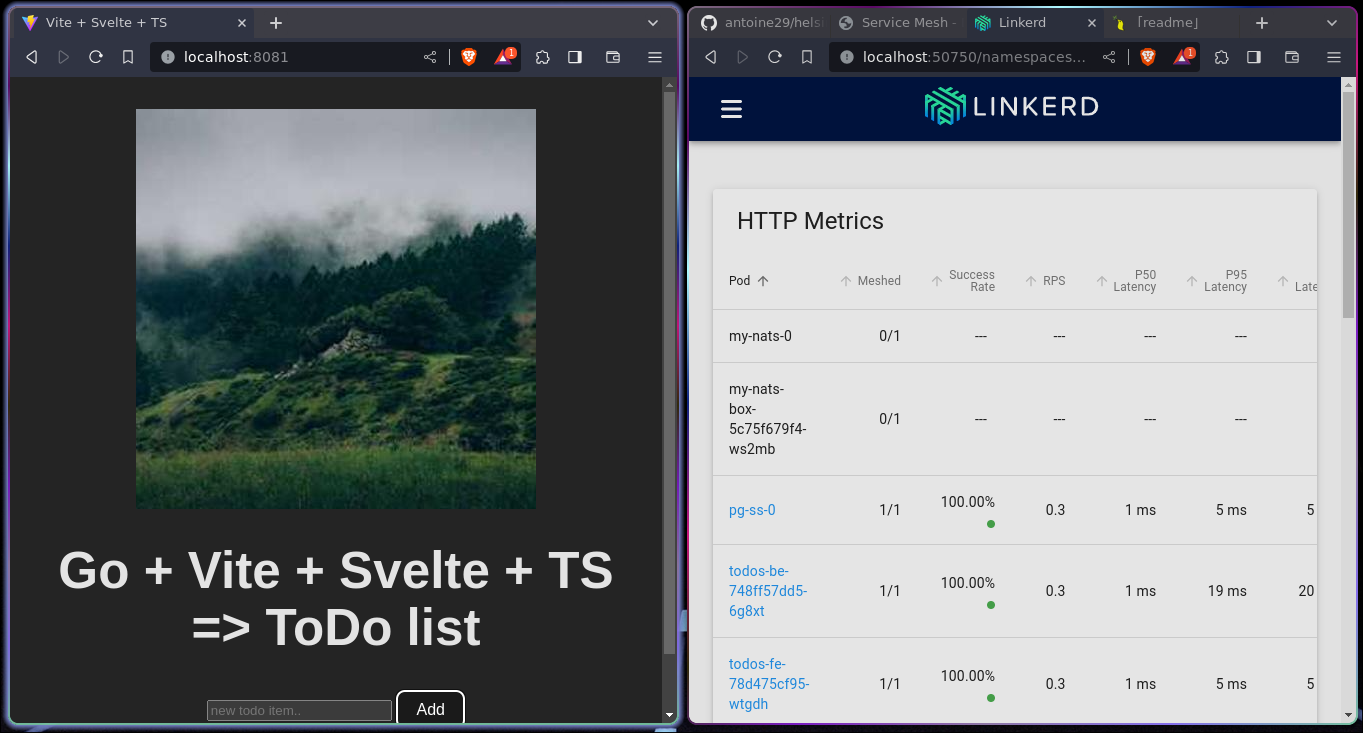 Vite + Svelte + TS
localhost:8081
1
Go + Vite + Svelte + TS
=> ToDo list
new todo item..
Add
antoine29/helsi
Service Mesh -
Linkerd
[readme]
localhost:50750/namespaces...
1
LINKERD
HTTP Metrics
Pod Meshed Success Rate RPS P50 Latency P95 Latency Late
my-nats-0 0/1 --- --- --- ---
my-nats-
box-
5c75f679f4- 0/1 --- --- --- ---
ws2mb
pg-ss-0 1/1 100.00% 0.3 1 ms 5 ms 5
todos-be-
748ff57dd5- 1/1 100.00% 0.3 1 ms 19 ms 20
6g8xt
todos-fe-
78d475cf95- 1/1 100.00% 0.3 1 ms 5 ms 5
wtgdh